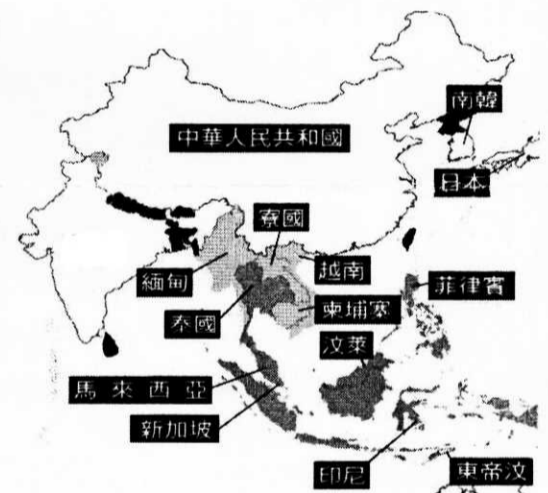 南韓
中華人民共和國
日本
寮國
越南
緬甸
菲律賓
泰國
柬埔寨
汶萊
馬來西亞
新加坡
印尼
東帝汶